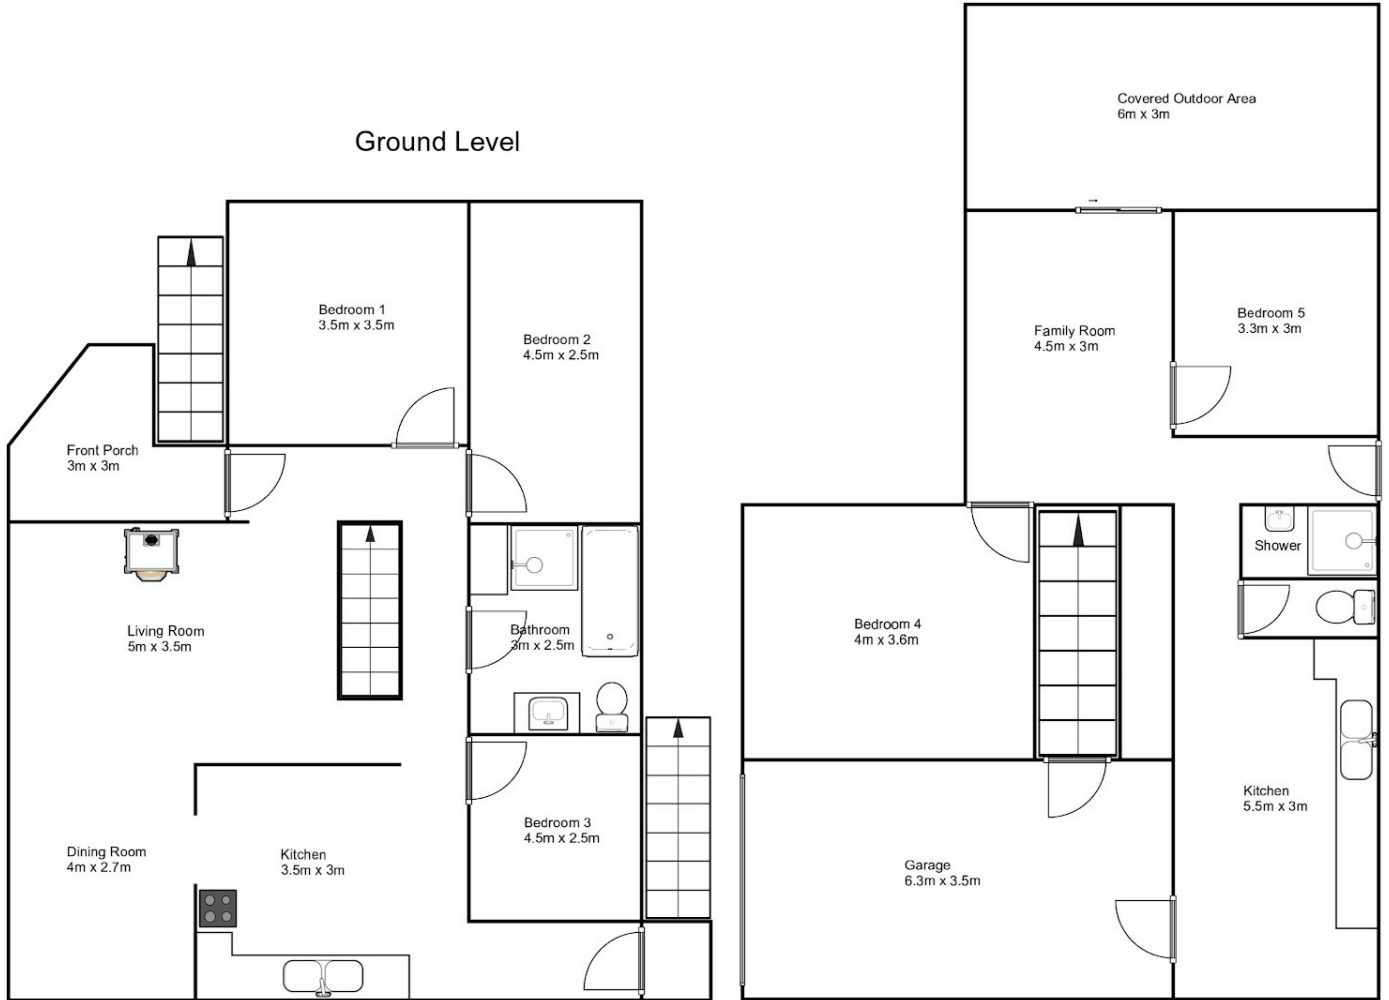 Ground Level
Bedroom 1
3.5m x 3.5m
Bedroom 2
4.5m x 2.5m
Front Porch
3m x 3m
Living Room
5m x 3.5m
Bathroom
3m x 2.5m
Bedroom 3
4.5m x 2.5m
Dining Room
4m x 2.7m
Kitchen
3.5m x 3m
Covered Outdoor Area
6m x 3m
Family Room
4.5m x 3m
Bedroom 5
3.3m x 3m
Shower
Bedroom 4
4m x 3.6m
Kitchen
5.5m x 3m
Garage
6.3m x 3.5m